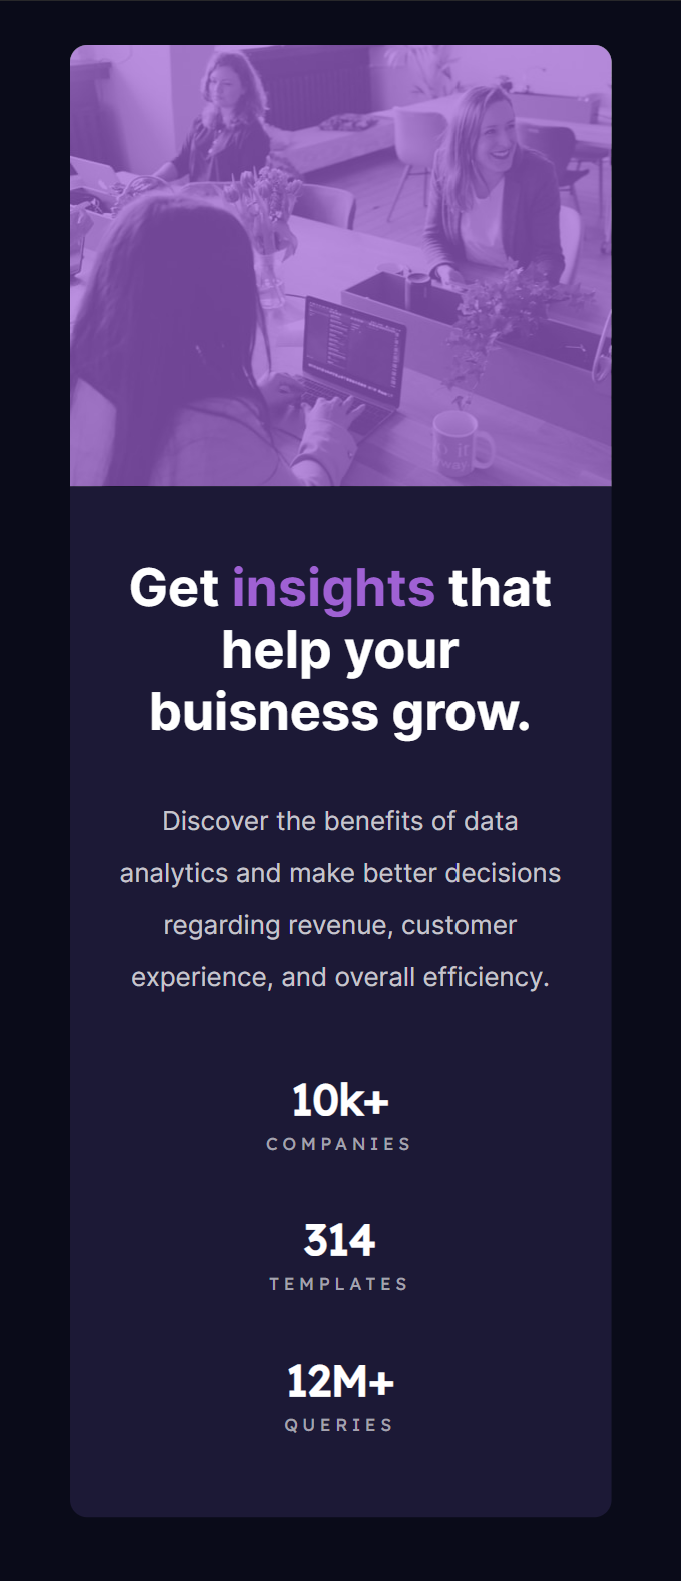 Get insights that
help your
buisness grow.
Discover the benefits of data
analytics and make better decisions
regarding revenue, customer
experience, and overall efficiency.
10k+
COMPANIES
314
TEMPLATES
12M+
QUERIES